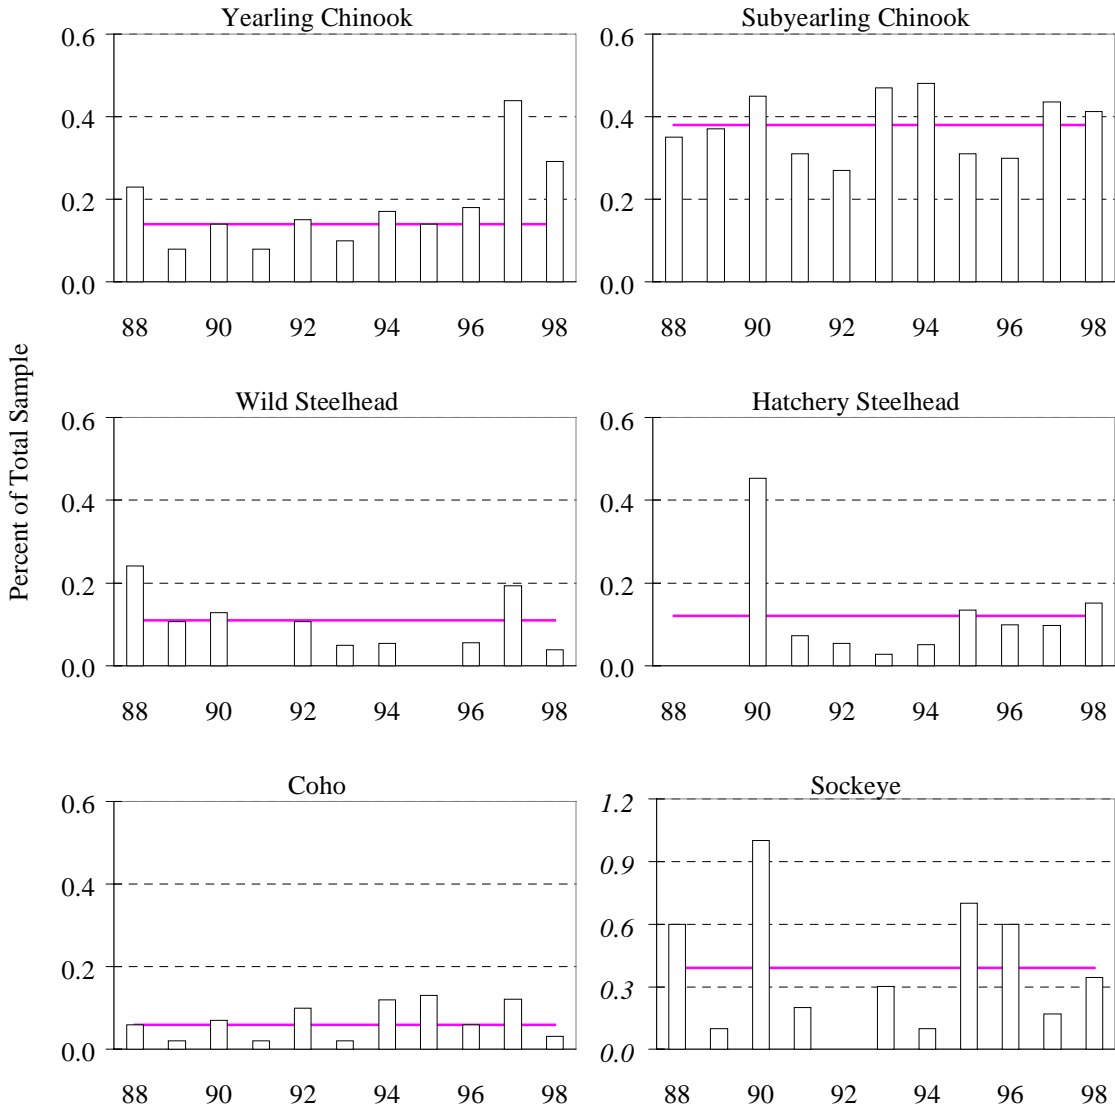 Yearling Chinook
0.6
0.4
0.2
0.0
88 90 92 94 96 98
Subyearling Chinook
0.6
0.4
0.2
0.0
88 90 92 94 96 98
Percent of Total Sample
Wild Steelhead
0.6
0.4
0.2
0.0
88 90 92 94 96 98
Hatchery Steelhead
0.6
0.4
0.2
0.0
88 90 92 94 96 98
Coho
0.6
0.4
0.2
0.0
88 90 92 94 96 98
Sockeye
1.2
0.9
0.6
0.3
0.0
88 90 92 94 96 98